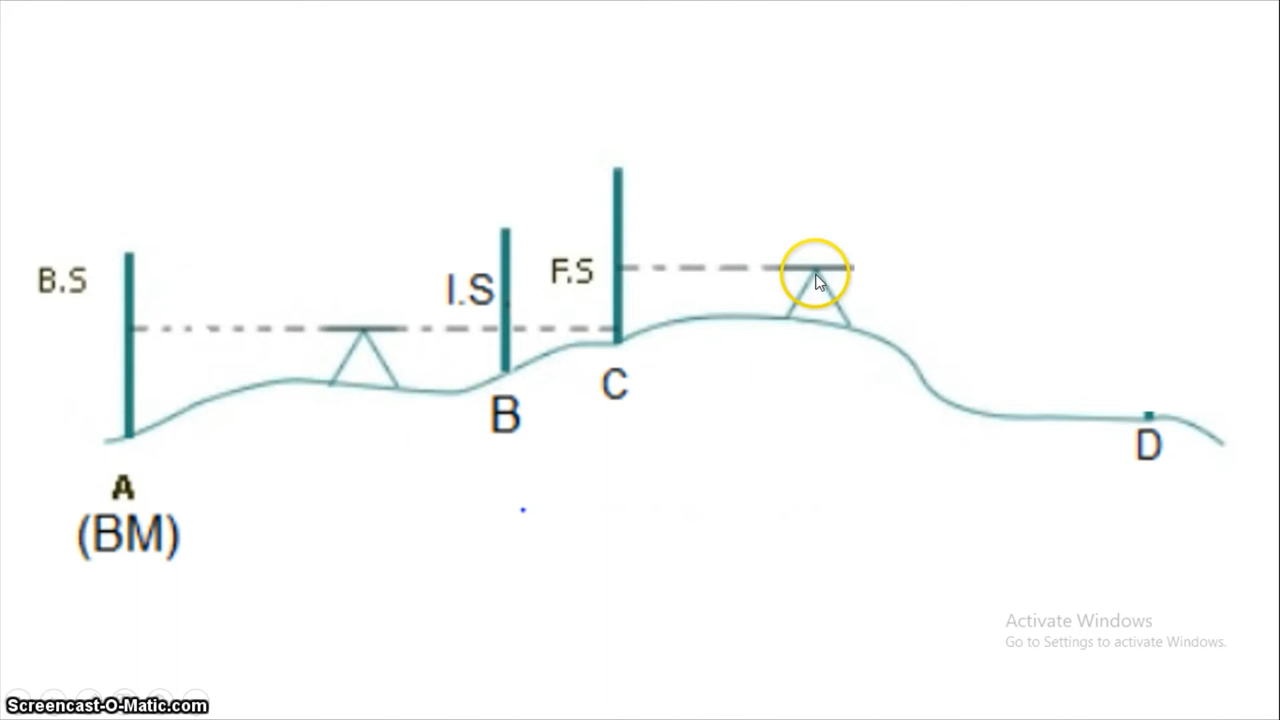 B.S
I.S
F.S
A
(BM)
B
C
D
Activate Windows
Go to Settings to activate Windows.
Screencast-O-Matic.com